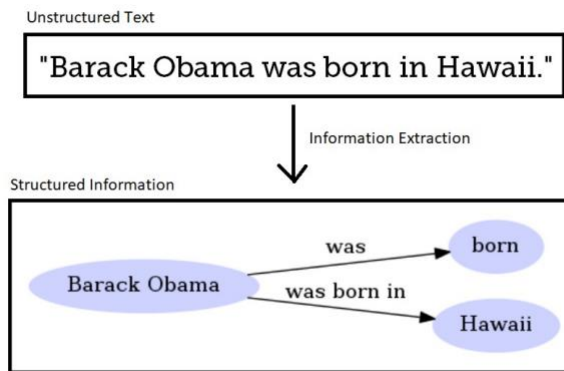 Unstructured Text
"Barack Obama was born in Hawaii."
Information Extraction
Structured Information
was
born
Barack Obama
was born in
Hawaii